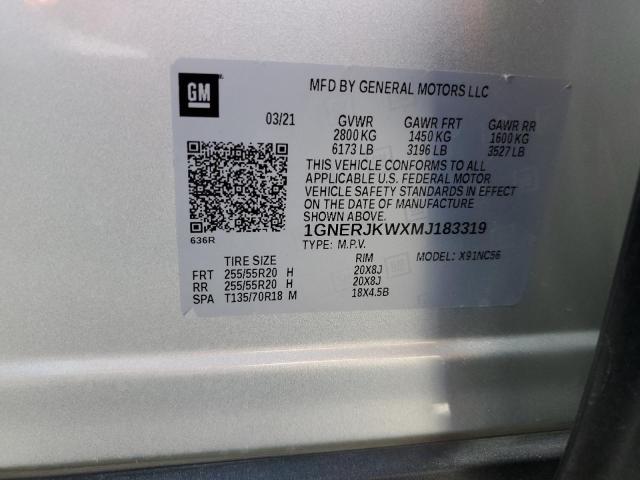 GM
MFD BY GENERAL MOTORS LLC
03/21 GVWR GAWR FRT GAWR RR
2800 KG 1450 KG 1600 KG
6173 LB 3196 LB 3527 LB
THIS VEHICLE CONFORMS TO ALL
APPLICABLE U.S. FEDERAL MOTOR
VEHICLE SAFETY STANDARDS IN EFFECT
ON THE DATE OF MANUFACTURE
SHOWN ABOVE.
636R
1GNERJKWXMJ183319
TYPE: M.P.V. MODEL: X91NC56
TIRE SIZE RIM
FRT 255/55R20 H 20X8J
RR 255/55R20 H 20X8J
SPA T135/70R18 M 18X4.5B